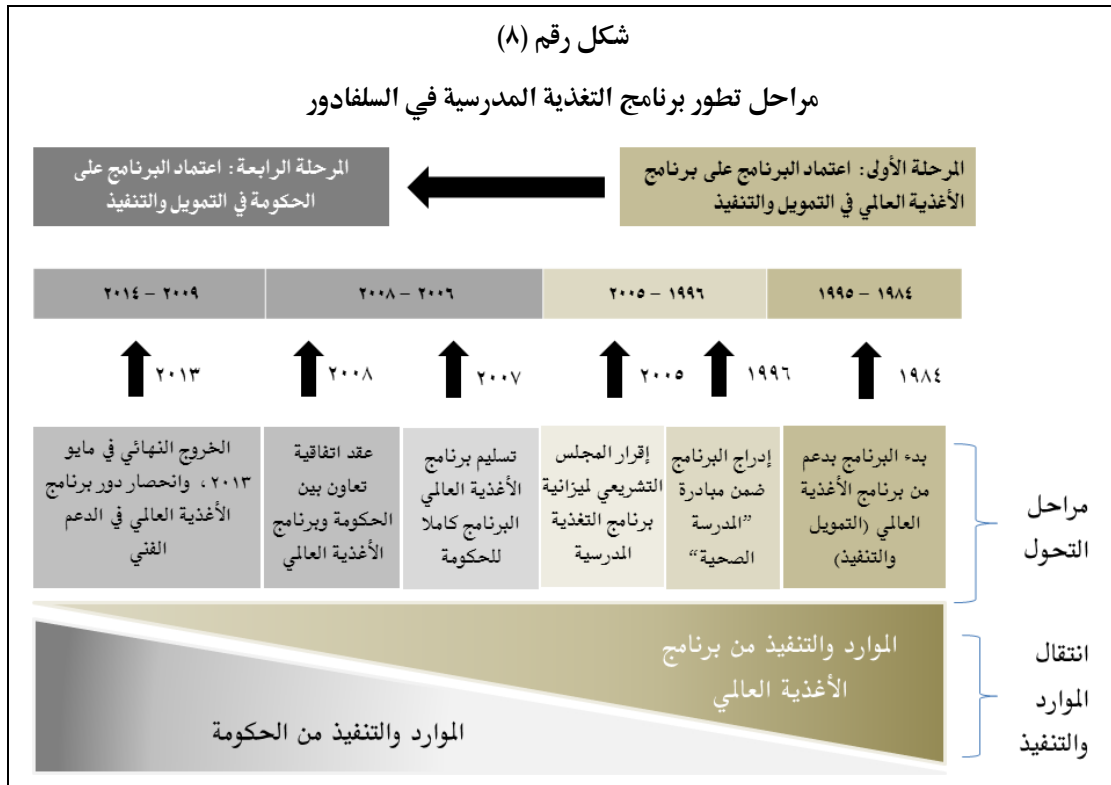 شكل رقم (٨)
مراحل تطور برنامج التغذية المدرسية في السلفادور
المرحلة الأولى: اعتماد البرنامج على برنامج
الأغذية العالمي في التمويل والتنفيذ
المرحلة الرابعة: اعتماد البرنامج على
الحكومة في التمويل والتنفيذ
١٩٨٤ – ١٩٩٥
١٩٩٦ – ٢٠٠٥
٢٠٠٦ – ٢٠٠٨
٢٠٠٩ – ٢٠١٤
١٩٨٤
١٩٩٦
٢٠٠٥
٢٠٠٧
٢٠٠٨
٢٠١٣
مراحل
التحول
بدء البرنامج بدعم
من برنامج الأغذية
العالمي (التمويل
والتنفيذ)
إدراج البرنامج
ضمن مبادرة
"المدرسة
الصحية"
إقرار المجلس
التشريعي لميزانية
برنامج التغذية
المدرسية
تسليم برنامج
الأغذية العالمي
البرنامج كاملا
للحكومة
عقد اتفاقية
تعاون بين
الحكومة وبرنامج
الأغذية العالمي
الخروج النهائي في مايو
٢٠١٣، وانحصار دور برنامج
الأغذية العالمي في الدعم
الفني
انتقال
الموارد
والتنفيذ
الموارد والتنفيذ من برنامج
الأغذية العالمي
الموارد والتنفيذ من الحكومة